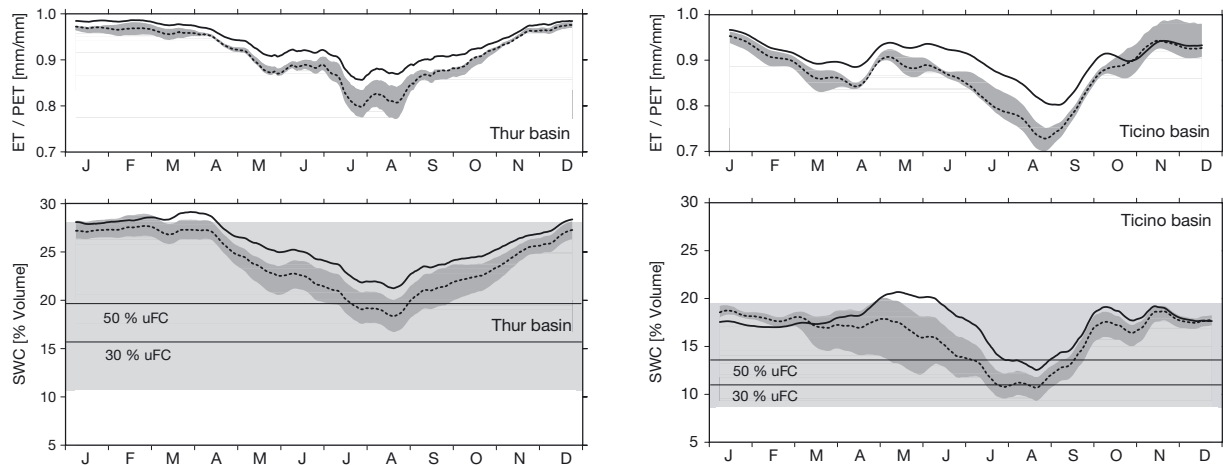 ET / PET [mm/mm]
1.0
0.9
0.8
0.7
Thur basin
J F M A M J J A S O N D
ET / PET [mm/mm]
1.0
0.9
0.8
0.7
Ticino basin
J F M A M J J A S O N D
SWC [% Volume]
30
25
20
15
10
5
50 % uFC
Thur basin
30 % uFC
J F M A M J J A S O N D
SWC [% Volume]
30
25
20
15
10
5
Ticino basin
50 % uFC
30 % uFC
J F M A M J J A S O N D